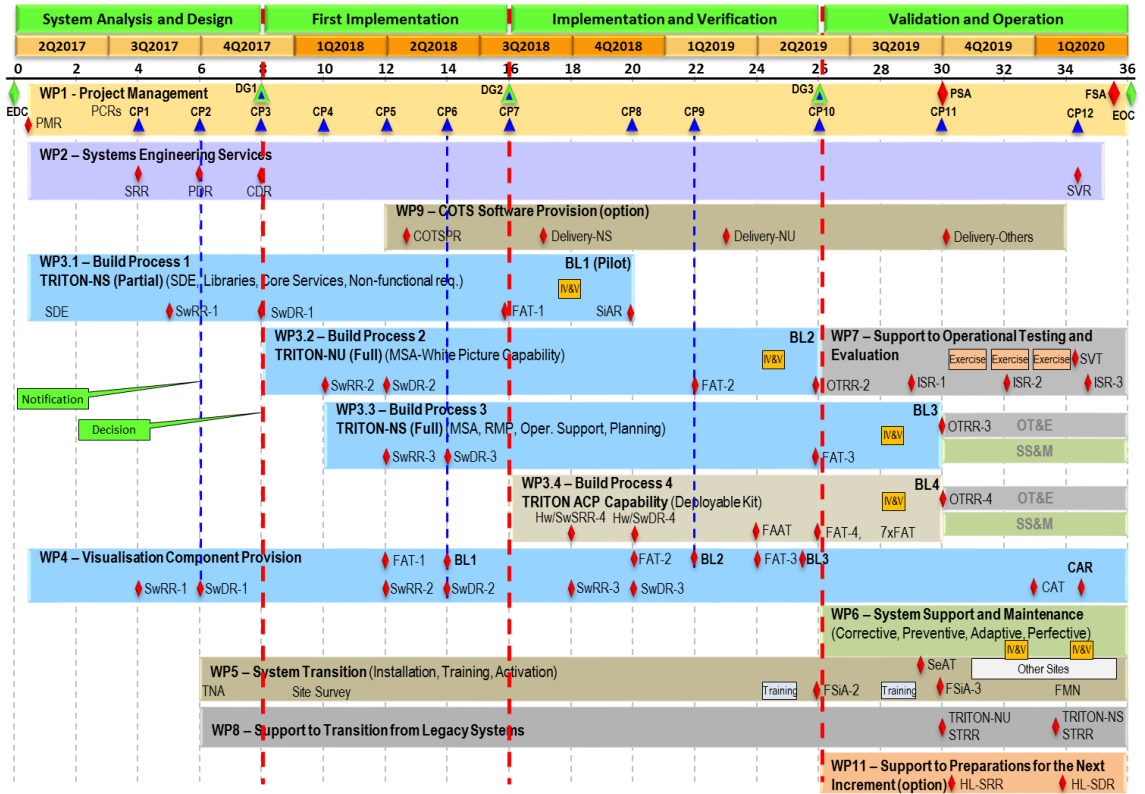 System Analysis and Design
First Implementation
Implementation and Verification
Validation and Operation
2Q2017
3Q2017
4Q2017
1Q2018
2Q2018
3Q2018
4Q2018
1Q2019
2Q2019
3Q2019
4Q2019
1Q2020
0 4 6 8 10 12 14 16 18 20 22 24 26 28 30 32 34 36
WP1 - Project Management
DG1
DG2
DG3
PSA
FSA
EDC
PMR
PCRs
CP1
CP2
CP3
CP4
CP5
CP6
CP7
CP8
CP9
CP10
CP11
CP12
EOC
WP2 – Systems Engineering Services
SRR
PDR
CDR
SVR
WP9 – COTS Software Provision (option)
COTSPR
Delivery-NS
Delivery-NU
Delivery-Others
WP3.1 – Build Process 1
BL1 (Pilot)
TRITON-NS (Partial) (SDE, Libraries, Core Services, Non-functional req.)
IV&V
SDE
SwRR-1
SwDR-1
FAT-1
SiAR
WP3.2 – Build Process 2
BL2
TRITON-NU (Full) (MSA-White Picture Capability)
IV&V
SwRR-2
SwDR-2
FAT-2
OTRR-2
WP7 – Support to Operational Testing and
Evaluation
Exercise
Exercise
Exercise
SVT
ISR-1
ISR-2
ISR-3
Notification
Decision
WP3.3 – Build Process 3
BL3
TRITON-NS (Full) (MSA, RMP, Oper. Support, Planning)
IV&V
SwRR-3
SwDR-3
FAT-3
OTRR-3
OT&E
SS&M
WP3.4 – Build Process 4
BL4
TRITON ACP Capability (Deployable Kit)
IV&V
Hw/SwSRR-4
Hw/SwDR-4
FAAT
FAT-4,
7xFAT
OTRR-4
OT&E
SS&M
WP4 – Visualisation Component Provision
FAT-1
BL1
FAT-2
BL2
FAT-3
BL3
CAR
SwRR-1
SwDR-1
SwRR-2
SwDR-2
SwRR-3
SwDR-3
CAT
WP6 – System Support and Maintenance
(Corrective, Preventive, Adaptive, Perfective)
IV&V
IV&V
WP5 – System Transition (Installation, Training, Activation)
SeAT
Other Sites
TNA
Site Survey
Training
FSiA-2
Training
FSiA-3
FMN
WP8 – Support to Transition from Legacy Systems
TRITON-NU
STRR
TRITON-NS
STRR
WP11 – Support to Preparations for the Next
Increment (option)
HL-SRR
HL-SDR